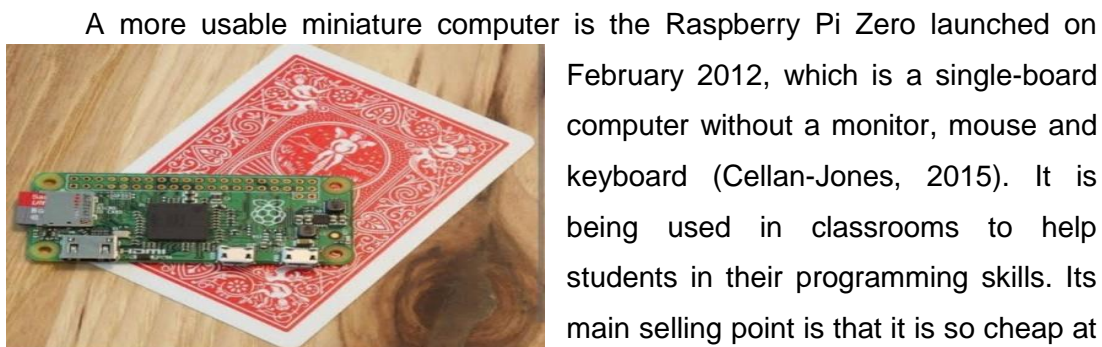 A more usable miniature computer is the Raspberry Pi Zero launched on
February 2012, which is a single-board
computer without a monitor, mouse and
keyboard (Cellan-Jones, 2015). It is
being used in classrooms to help
students in their programming skills. Its
main selling point is that it is so cheap at